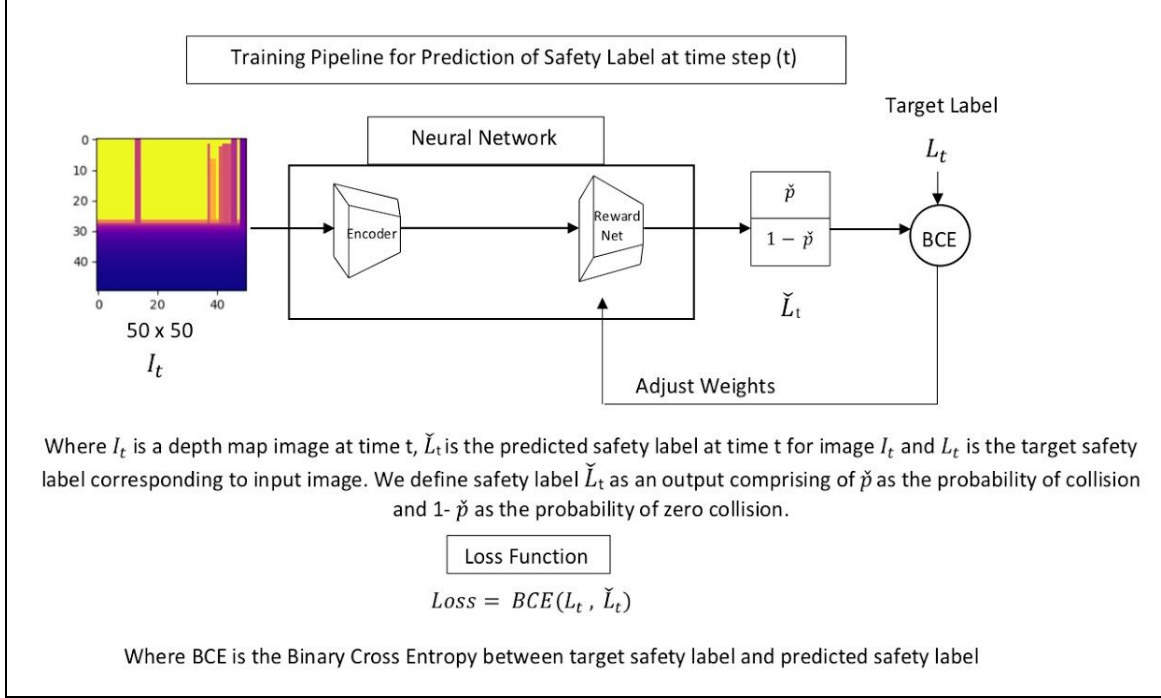 Training Pipeline for Prediction of Safety Label at time step (t)
Target Label
Neural Network
L_t
0
10
20
30
40
0 20 40
50 x 50
I_t
Encoder
Reward
Net
p̌
1 − p̌
Ľ_t
BCE
Adjust Weights
Where I_t is a depth map image at time t, Ľ_t is the predicted safety label at time t for image I_t and L_t is the target safety
label corresponding to input image. We define safety label Ľ_t as an output comprising of p̌ as the probability of collision
and 1- p̌ as the probability of zero collision.
Loss Function
Loss = BCE(L_t , Ľ_t)
Where BCE is the Binary Cross Entropy between target safety label and predicted safety label